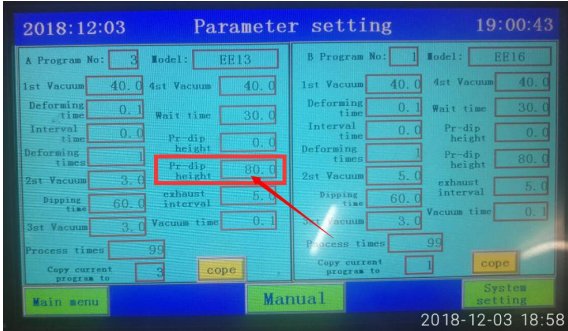 2018:12:03 Parameter setting 19:00:43
A Program No: 3 Model: EE13
1st Vacuum 40.0 4st Vacuum 40.0
Deforming time 0.1 Wait time 30.0
Interval time 0.0 Pr-dip height 0.0
Deforming times 1 Pr-dip height 80.0
2st Vacuum 3.0 exhaust interval 5.0
Dipping time 60.0 Vacuum time 0.1
3st Vacuum 3.0
Process times 99
Copy current program to 3 cope
B Program No: 1 Model: EE16
1st Vacuum 40.0 4st Vacuum 40.0
Deforming time 0.1 Wait time 30.0
Interval time 0.0 Pr-dip height 0.0
Deforming times 1 Pr-dip height 80.0
2st Vacuum 5.0 exhaust interval 5.0
Dipping time 60.0 Vacuum time 0.1
3st Vacuum 3.0
Process times 99
Copy current program to 1 cope
Main menu Manual System setting
2018-12-03 18:58